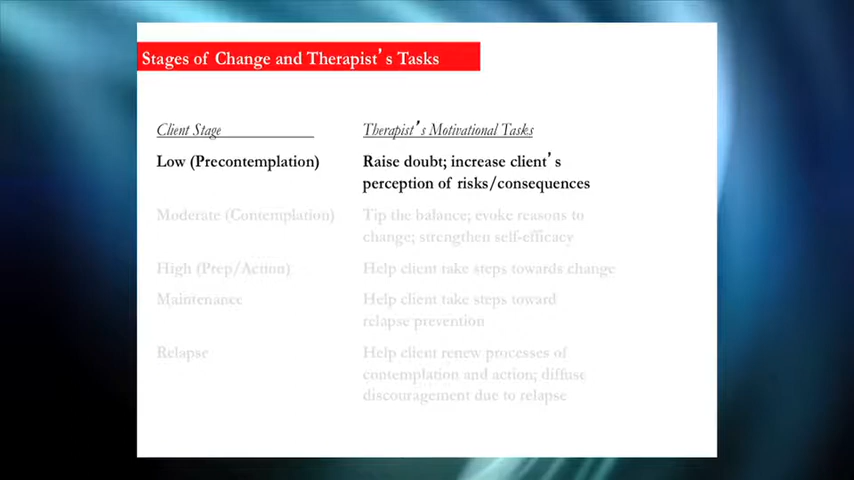 Stages of Change and Therapist's Tasks
Client Stage
Therapist's Motivational Tasks
Low (Precontemplation)
Raise doubt; increase client's
perception of risks/consequences
Moderate (Contemplation)
Tip the balance; evoke reasons to
change; strengthen self-efficacy
High (Prep/Action)
Help client take steps towards change
Maintenance
Help client take steps toward
relapse prevention
Relapse
Help client renew processes of
contemplation and action; diffuse
discouragement due to relapse